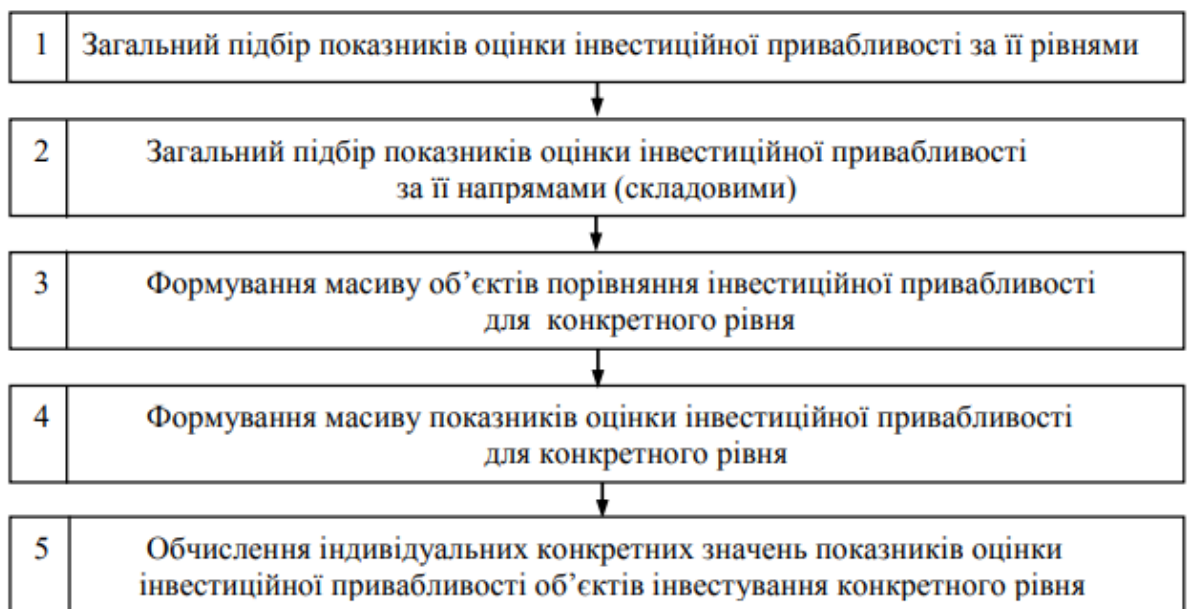 1 Загальний підбір показників оцінки інвестиційної привабливості за її рівнями
2 Загальний підбір показників оцінки інвестиційної привабливості
за її напрямами (складовими)
3 Формування масиву об’єктів порівняння інвестиційної привабливості
для конкретного рівня
4 Формування масиву показників оцінки інвестиційної привабливості
для конкретного рівня
5 Обчислення індивідуальних конкретних значень показників оцінки
інвестиційної привабливості об’єктів інвестування конкретного рівня